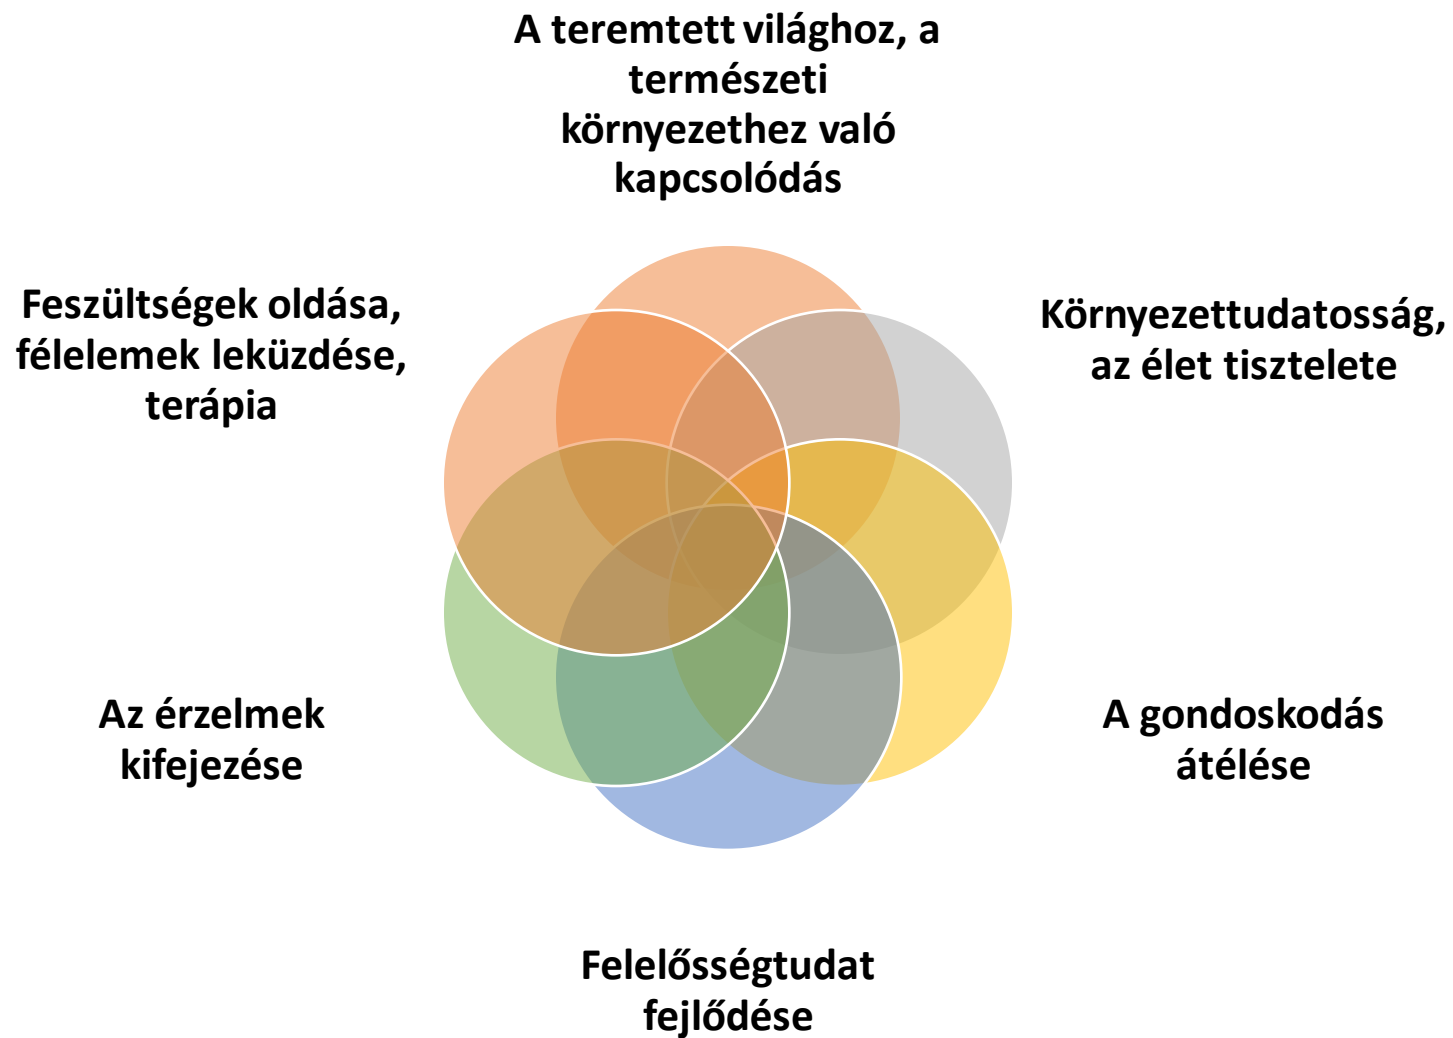 A teremtett világhoz, a
természeti
környezethez való
kapcsolódás
Környezettudatosság,
az élet tisztelete
A gondoskodás
átélése
Felelősségtudat
fejlődése
Az érzelmek
kifejezése
Feszültségek oldása,
félelemek leküzdése,
terápia